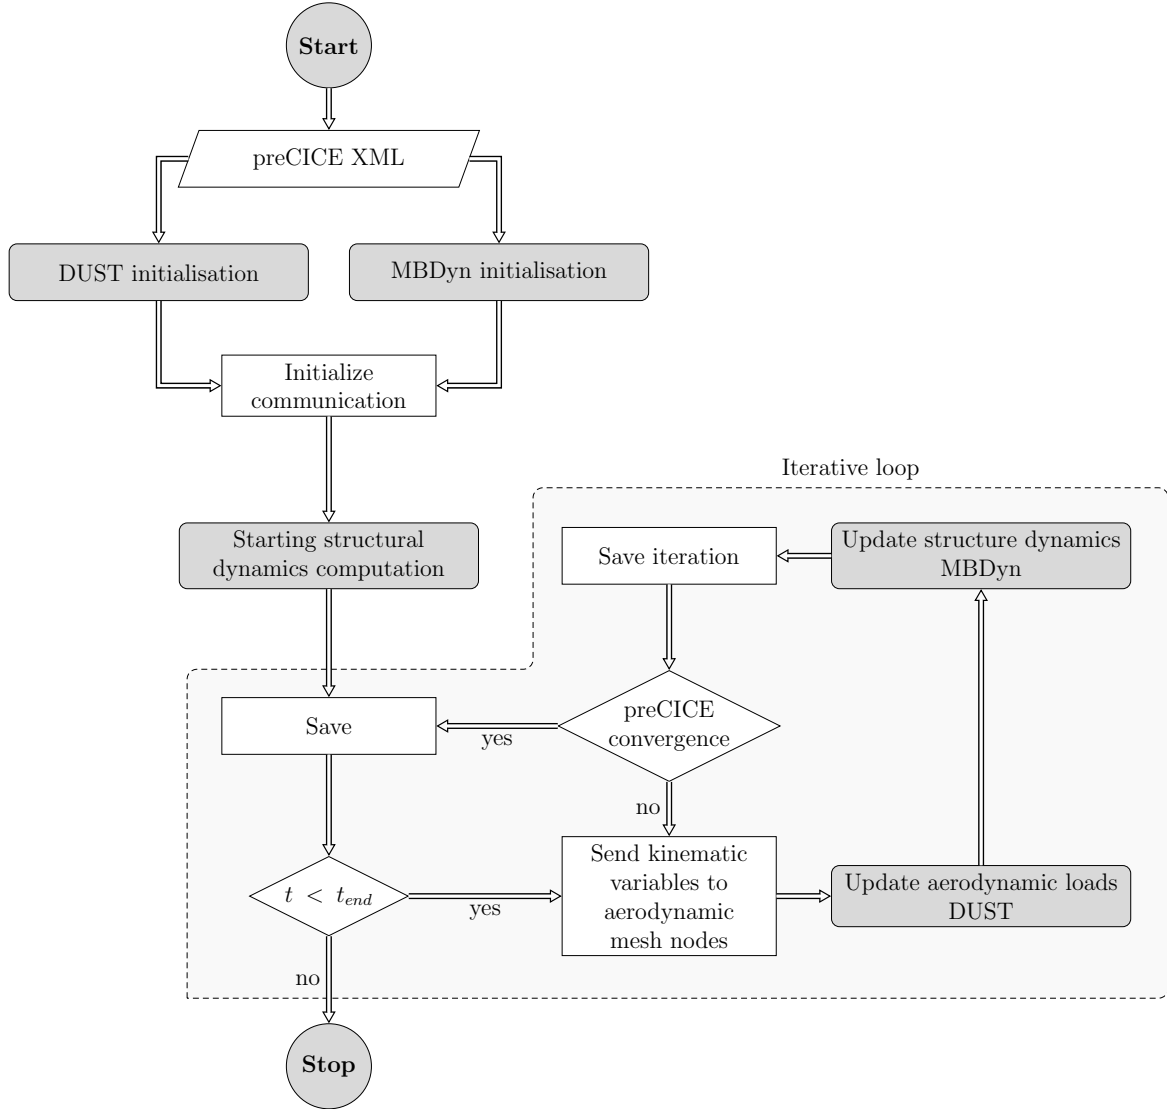 Start
preCICE XML
DUST initialisation
MBDyn initialisation
Initialize
communication
Iterative loop
Starting structural
dynamics computation
Save iteration
Update structure dynamics
MBDyn
Save
yes
preCICE
convergence
no
t < t_end
yes
Send kinematic
variables to
aerodynamic
mesh nodes
Update aerodynamic loads
DUST
no
Stop